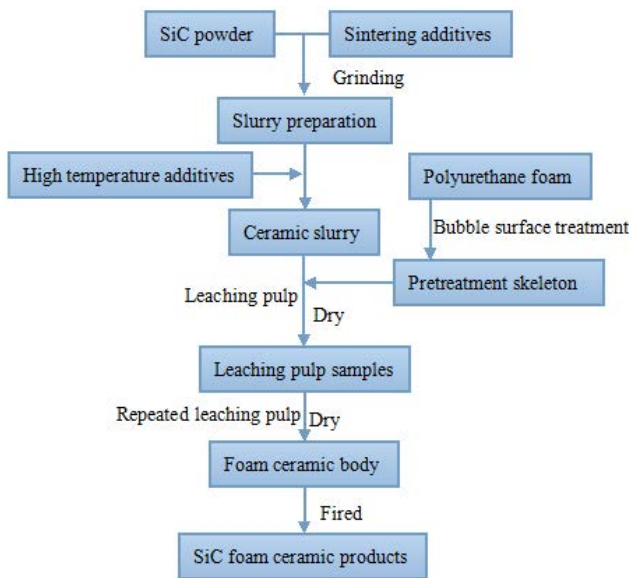 SiC powder
Sintering additives
Grinding
Slurry preparation
High temperature additives
Polyurethane foam
Ceramic slurry
Bubble surface treatment
Pretreatment skeleton
Leaching pulp
Dry
Leaching pulp samples
Repeated leaching pulp
Dry
Foam ceramic body
Fired
SiC foam ceramic products